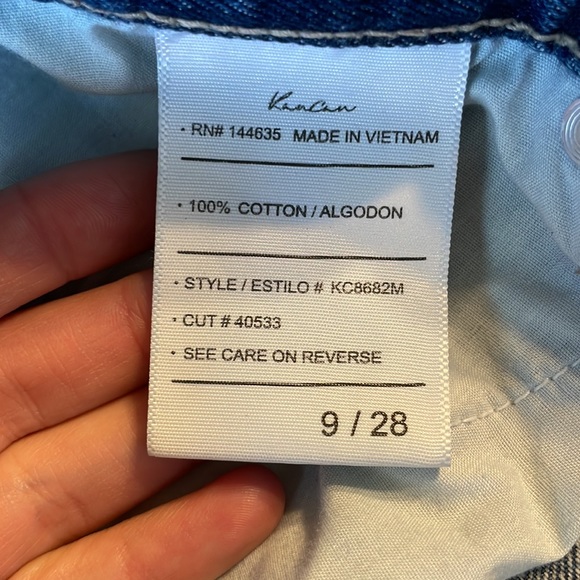 KanCan
· RN# 144635 MADE IN VIETNAM
· 100% COTTON / ALGODON
· STYLE / ESTILO # KC8682M
· CUT # 40533
· SEE CARE ON REVERSE
9 / 28